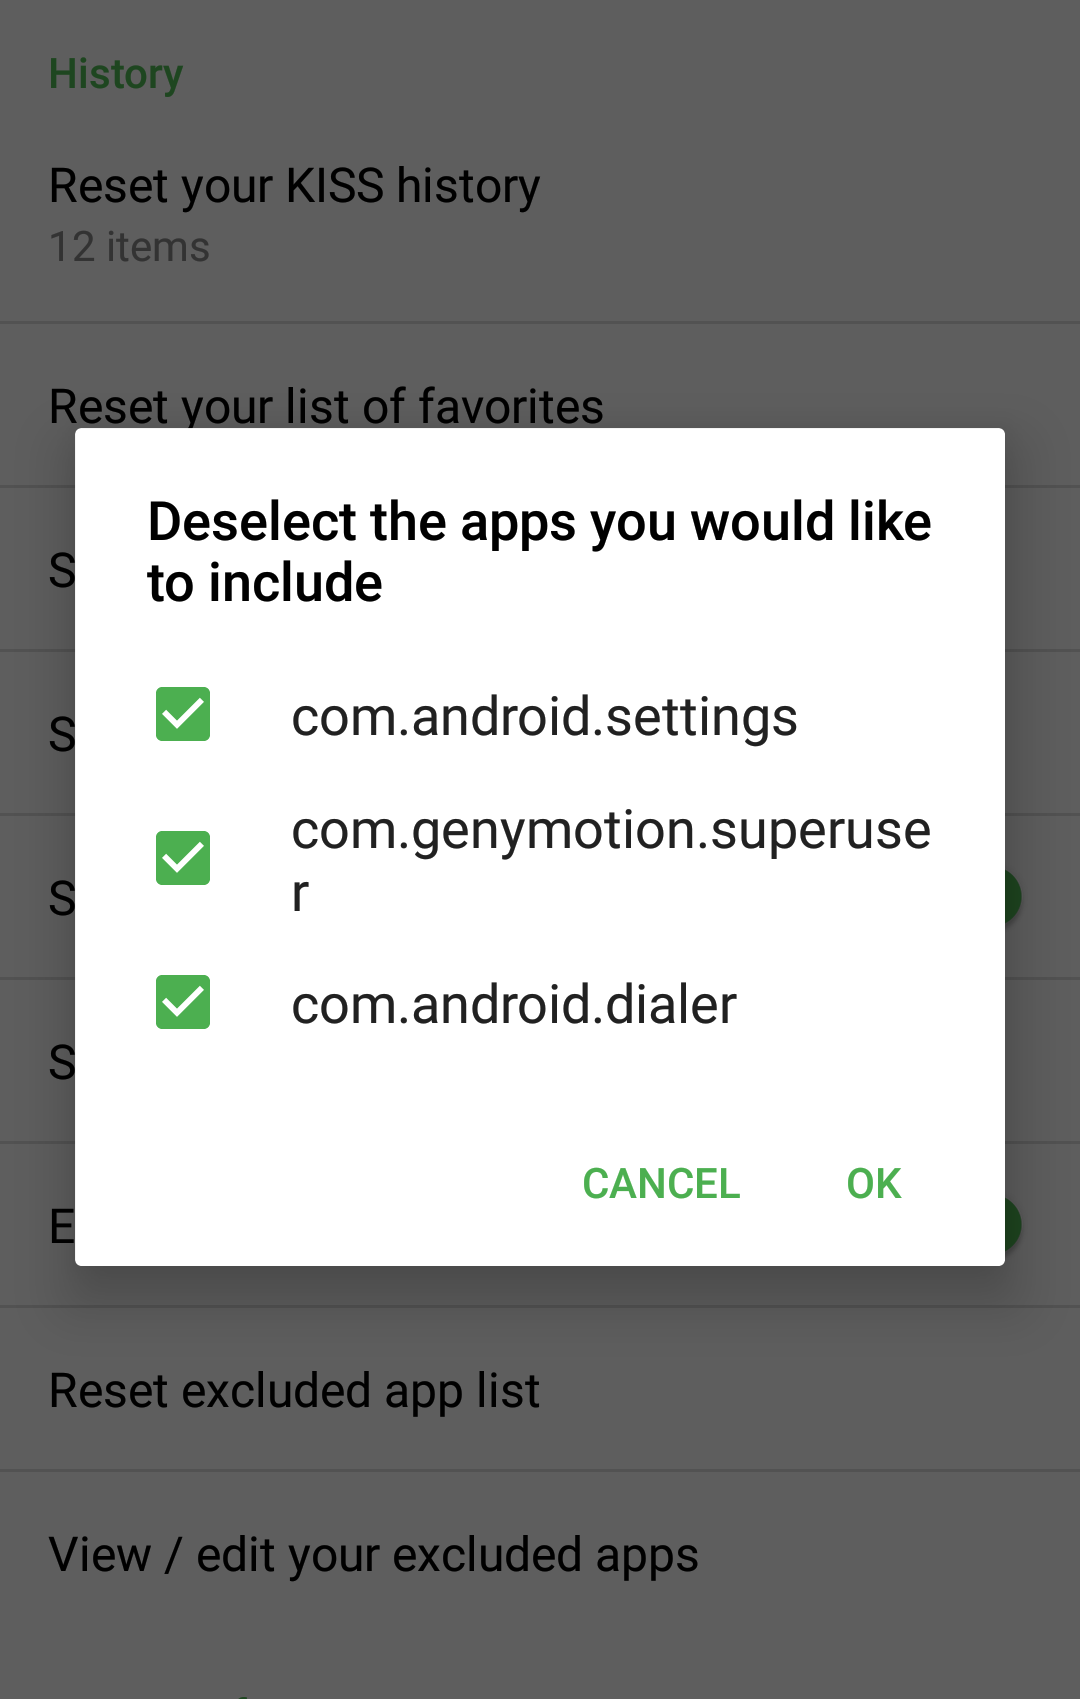 History
Reset your KISS history
12 items
Reset your list of favorites
Deselect the apps you would like
to include
com.android.settings
com.genymotion.superuse
r
com.android.dialer
CANCEL OK
Reset excluded app list
View / edit your excluded apps